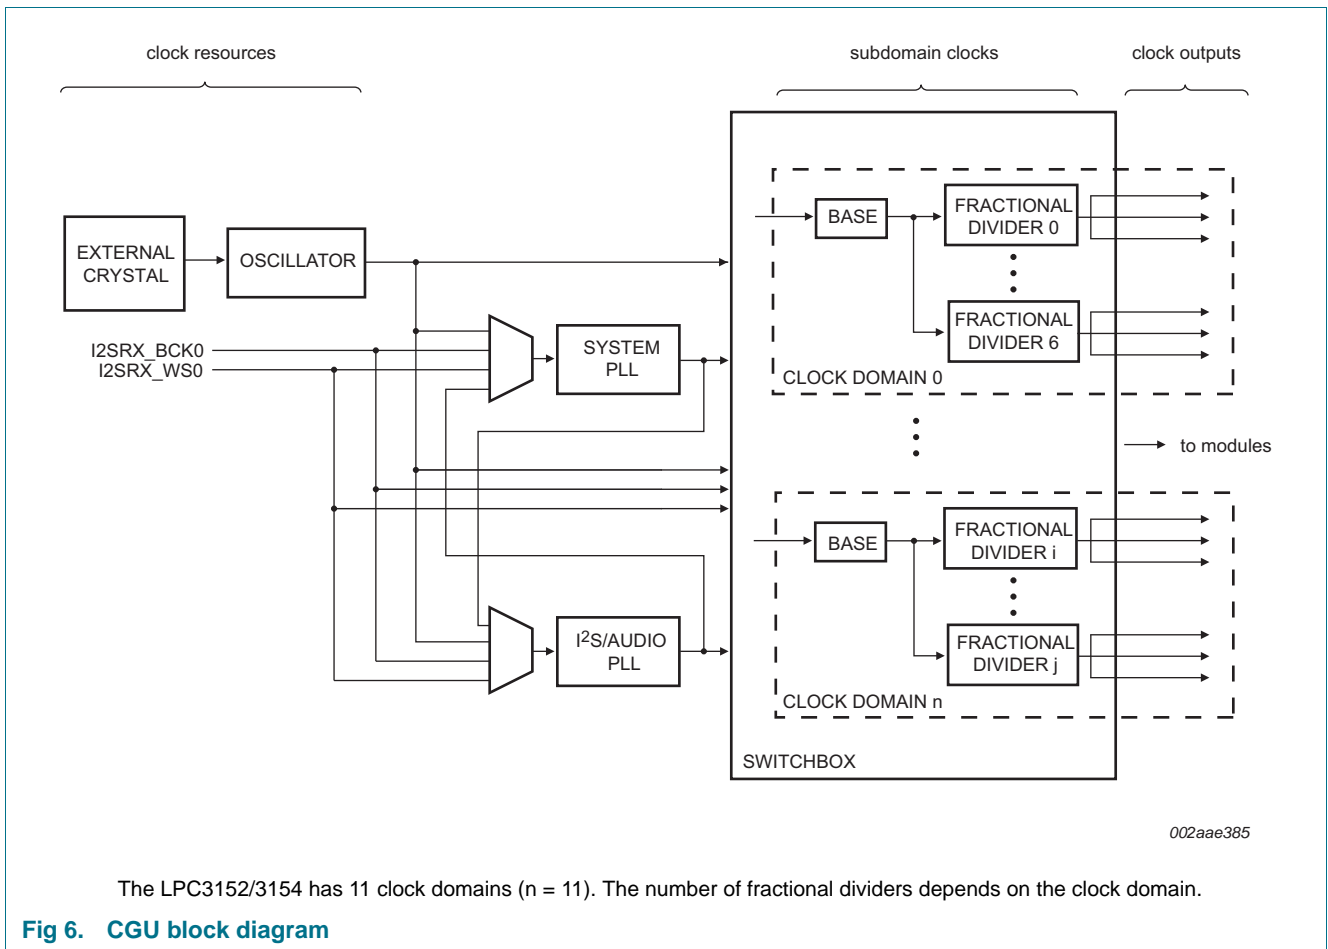 clock resources
subdomain clocks
clock outputs
EXTERNAL
CRYSTAL
OSCILLATOR
I2SRX_BCK0
I2SRX_WS0
SYSTEM
PLL
I²S/AUDIO
PLL
BASE
FRACTIONAL
DIVIDER 0
FRACTIONAL
DIVIDER 6
CLOCK DOMAIN 0
to modules
BASE
FRACTIONAL
DIVIDER i
FRACTIONAL
DIVIDER j
CLOCK DOMAIN n
SWITCHBOX
002aae385
The LPC3152/3154 has 11 clock domains (n = 11). The number of fractional dividers depends on the clock domain.
Fig 6. CGU block diagram